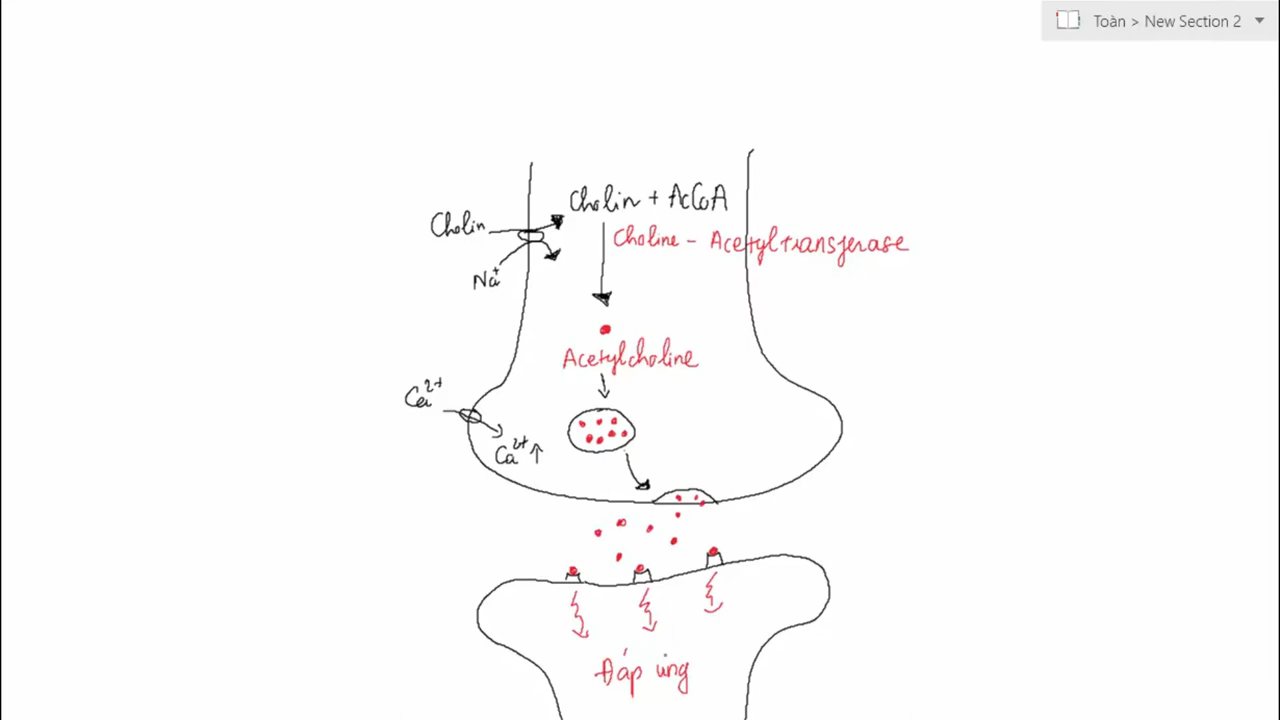 Toàn > New Section 2
Cholin + AcCoA
Cholin
Choline - Acetyltransferase
Na+
Acetylcholine
Ca2+
Ca2+ ↑
Đáp ứng